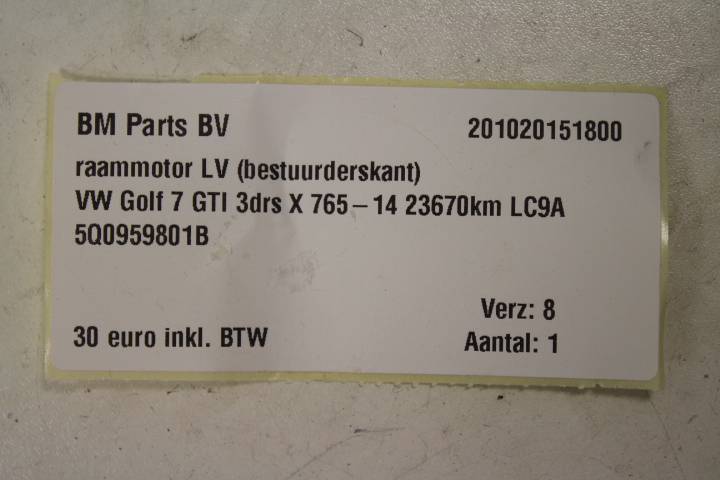 BM Parts BV 201020151800
raammotor LV (bestuurderskant)
VW Golf 7 GTI 3drs X 765-14 23670km LC9A
5Q0959801B
Verz: 8
30 euro inkl. BTW Aantal: 1